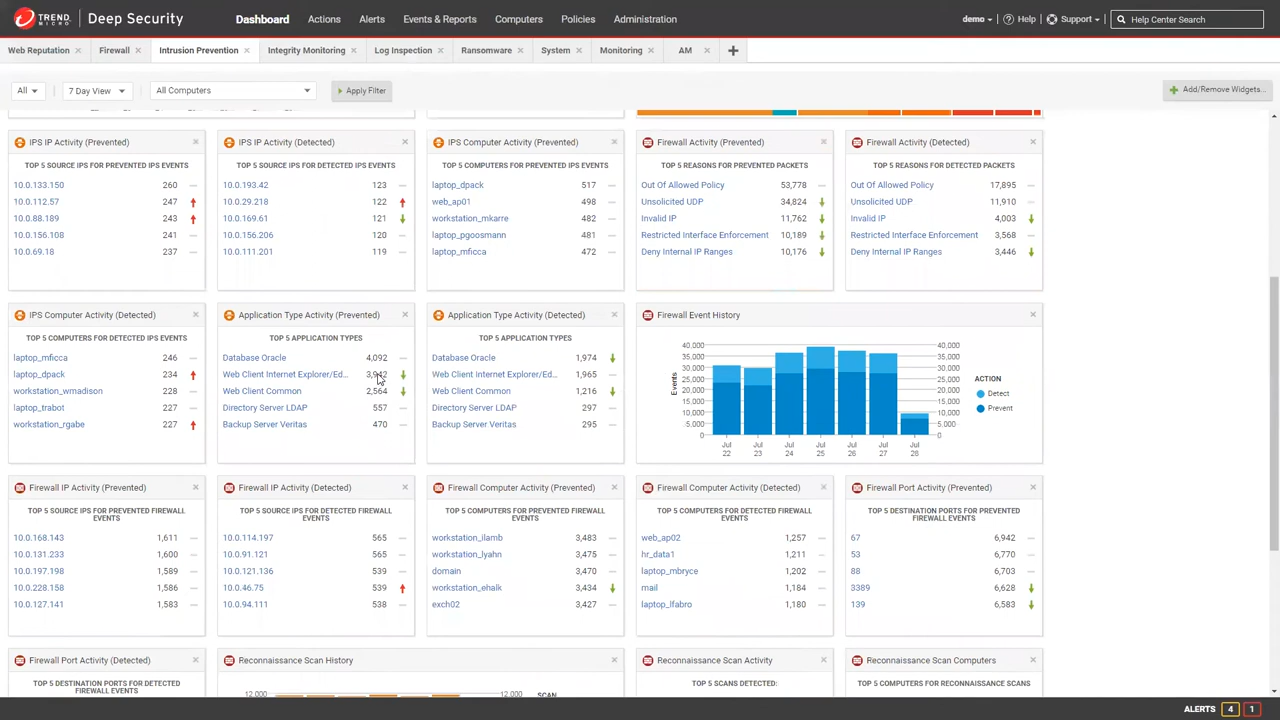 TREND MICRO Deep Security Dashboard Actions Alerts Events & Reports Computers Policies Administration demo Help Support Help Center Search
Web Reputation Firewall Intrusion Prevention Integrity Monitoring Log Inspection Ransomware System Monitoring AM
All 7 Day View All Computers Apply Filter Add/Remove Widgets...
IPS IP Activity (Prevented)
TOP 5 SOURCE IPS FOR PREVENTED IPS EVENTS
10.0.133.150 260
10.0.112.57 247
10.0.88.189 243
10.0.156.108 241
10.0.69.18 237
IPS IP Activity (Detected)
TOP 5 SOURCE IPS FOR DETECTED IPS EVENTS
10.0.193.42 123
10.0.29.218 122
10.0.169.61 121
10.0.156.206 120
10.0.111.201 119
IPS Computer Activity (Prevented)
TOP 5 COMPUTERS FOR PREVENTED IPS EVENTS
laptop_dpack 517
web_ap01 498
workstation_mkarre 482
laptop_pgoosmann 481
laptop_mficca 472
Firewall Activity (Prevented)
TOP 5 REASONS FOR PREVENTED PACKETS
Out Of Allowed Policy 53,778
Unsolicited UDP 34,824
Invalid IP 11,762
Restricted Interface Enforcement 10,189
Deny Internal IP Ranges 10,176
Firewall Activity (Detected)
TOP 5 REASONS FOR DETECTED PACKETS
Out Of Allowed Policy 17,895
Unsolicited UDP 11,910
Invalid IP 4,003
Restricted Interface Enforcement 3,568
Deny Internal IP Ranges 3,446
IPS Computer Activity (Detected)
TOP 5 COMPUTERS FOR DETECTED IPS EVENTS
laptop_mficca 246
laptop_dpack 234
workstation_wmadison 228
laptop_trabot 227
workstation_rgabe 227
Application Type Activity (Prevented)
TOP 5 APPLICATION TYPES
Database Oracle 4,092
Web Client Internet Explorer/Ed...
Web Client Common 2,564
Directory Server LDAP 557
Backup Server Veritas 470
Application Type Activity (Detected)
TOP 5 APPLICATION TYPES
Database Oracle 1,974
Web Client Internet Explorer/Ed... 1,965
Web Client Common 1,216
Directory Server LDAP 297
Backup Server Veritas 295
Firewall Event History
40,000 40,000
35,000 35,000
30,000 30,000
25,000 25,000
20,000 20,000
15,000 15,000
10,000 10,000
5,000 5,000
0 0
Events
Jul 22 Jul 23 Jul 24 Jul 25 Jul 26 Jul 27 Jul 28
ACTION
Detect
Prevent
Firewall IP Activity (Prevented)
TOP 5 SOURCE IPS FOR PREVENTED FIREWALL
EVENTS
10.0.168.143 1,611
10.0.131.233 1,600
10.0.197.198 1,589
10.0.228.158 1,586
10.0.127.141 1,583
Firewall IP Activity (Detected)
TOP 5 SOURCE IPS FOR DETECTED FIREWALL
EVENTS
10.0.114.197 565
10.0.91.121 565
10.0.121.136 539
10.0.46.75 539
10.0.94.111 538
Firewall Computer Activity (Prevented)
TOP 5 COMPUTERS FOR PREVENTED FIREWALL
EVENTS
workstation_ilamb 3,483
workstation_lyahn 3,475
domain 3,470
workstation_ehalk 3,434
exch02 3,427
Firewall Computer Activity (Detected)
TOP 5 COMPUTERS FOR DETECTED FIREWALL
EVENTS
web_ap02 1,257
hr_data1 1,211
laptop_mbryce 1,202
mail 1,184
laptop_lfabro 1,180
Firewall Port Activity (Prevented)
TOP 5 DESTINATION PORTS FOR PREVENTED
FIREWALL EVENTS
67 6,942
53 6,770
88 6,703
3389 6,628
139 6,583
Firewall Port Activity (Detected)
TOP 5 DESTINATION PORTS FOR DETECTED
FIREWALL EVENTS
Reconnaissance Scan History
12,000 12,000 SCAN
Reconnaissance Scan Activity
TOP 5 SCANS DETECTED:
Reconnaissance Scan Computers
TOP 5 COMPUTERS FOR RECONNAISSANCE SCANS
ALERTS 4 1